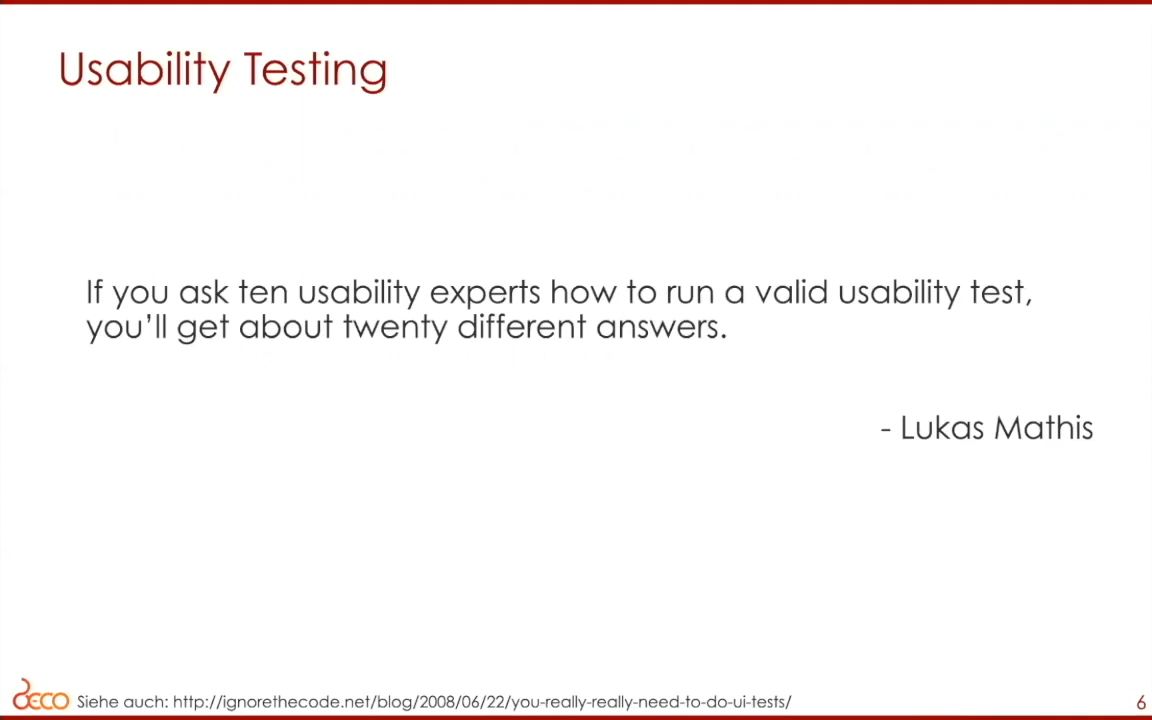 Usability Testing
If you ask ten usability experts how to run a valid usability test,
you'll get about twenty different answers.
- Lukas Mathis
DECO Siehe auch: http://ignorethecode.net/blog/2008/06/22/you-really-really-need-to-do-ui-tests/
6